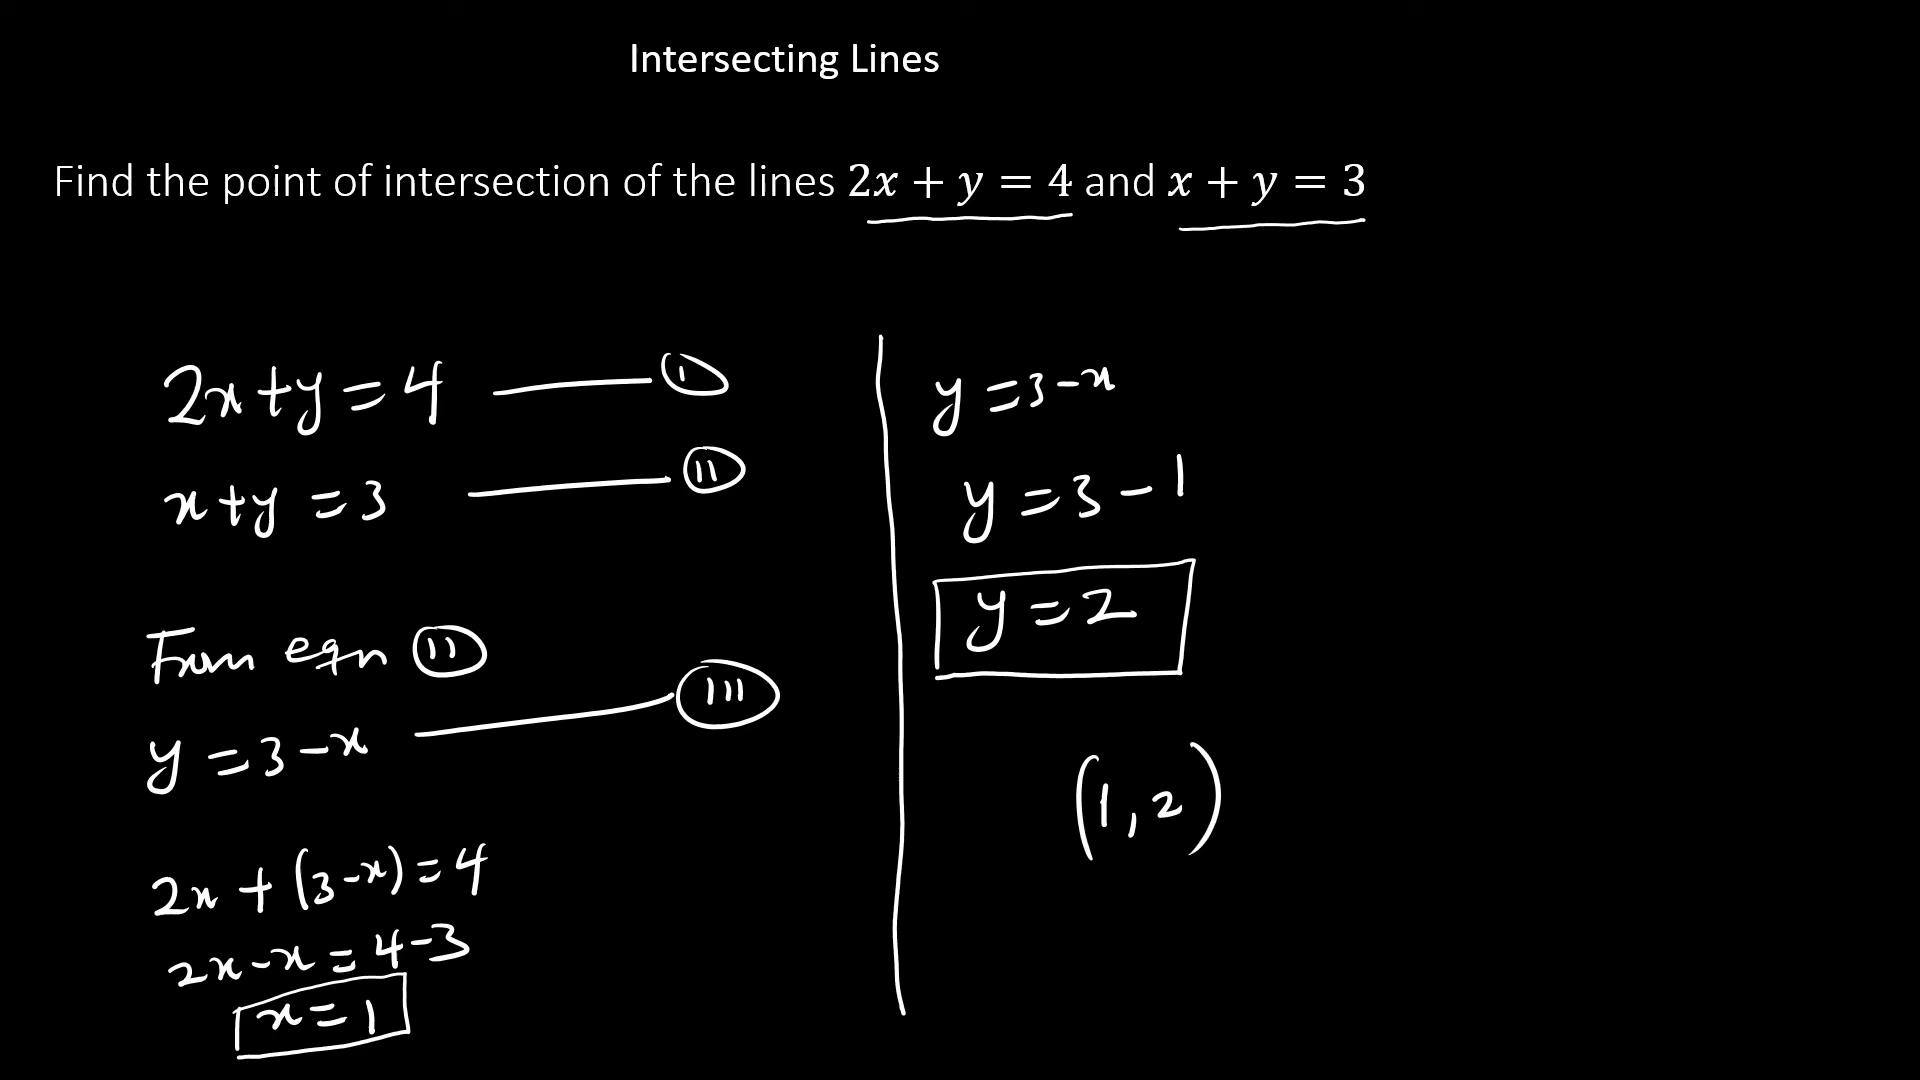 Intersecting Lines
Find the point of intersection of the lines 2x + y = 4 and x + y = 3
2x+y=4 —— (i)
x+y=3 —— (ii)
From eqn (ii)
y=3-x —— (iii)
2x+(3-x)=4
2x-x=4-3
x=1
y=3-x
y=3-1
y=2
(1,2)